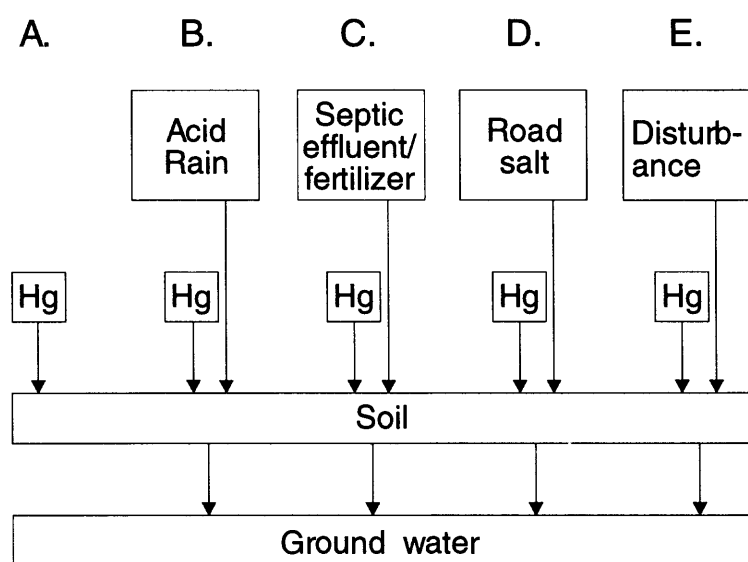 A. B. C. D. E.
Acid
Rain
Septic
effluent/
fertilizer
Road
salt
Disturb-
ance
Hg Hg Hg Hg Hg
Soil
Ground water